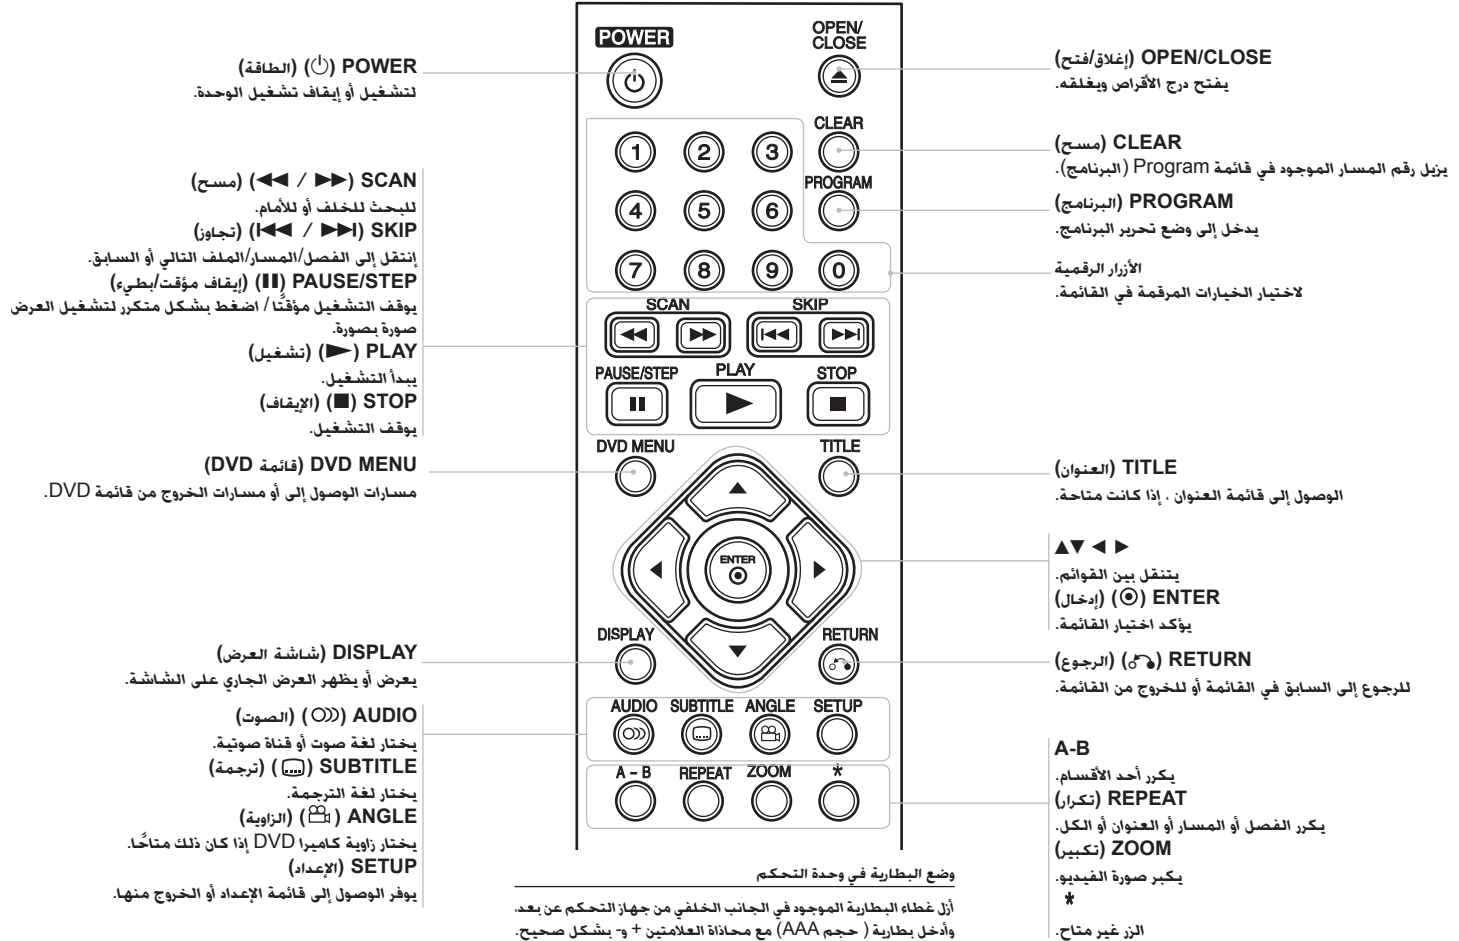 POWER (⏻) (الطاقة)
لتشغيل أو إيقاف تشغيل الوحدة.
SCAN (◀◀ / ▶▶) (مسح)
للبحث للخلف أو للأمام.
SKIP (I◀◀ / ▶▶I) (تجاوز)
إنتقل إلى الفصل/المسار/الملف التالي أو السابق.
PAUSE/STEP (II) (إيقاف مؤقت/بطيء)
يوقف التشغيل مؤقتًا/ اضغط بشكل متكرر لتشغيل العرض
صورة بصورة.
PLAY (▶) (تشغيل)
يبدأ التشغيل.
STOP (■) (الإيقاف)
يوقف التشغيل.
DVD MENU (قائمة DVD)
مسارات الوصول إلى أو مسارات الخروج من قائمة DVD.
DISPLAY (شاشة العرض)
يعرض أو يظهر العرض الجاري على الشاشة.
AUDIO (O))) (الصوت)
يختار لغة صوت أو قناة صوتية.
SUBTITLE ( ) (ترجمة)
يختار لغة الترجمة.
ANGLE ( ) (الزاوية)
يختار زاوية كاميرا DVD إذا كان ذلك متاحًا.
SETUP (الإعداد)
يوفر الوصول إلى قائمة الإعداد أو الخروج منها.
POWER
OPEN/
CLOSE
CLEAR
1 2 3
PROGRAM
4 5 6
7 8 9 0
SCAN SKIP
PAUSE/STEP PLAY STOP
DVD MENU TITLE
ENTER
DISPLAY RETURN
AUDIO SUBTITLE ANGLE SETUP
A – B REPEAT ZOOM *
OPEN/CLOSE (إغلاق/فتح)
يفتح درج الأقراص ويغلقه.
CLEAR (مسح)
يزيل رقم المسار الموجود في قائمة Program (البرنامج).
PROGRAM (البرنامج)
يدخل إلى وضع تحرير البرنامج.
الأزرار الرقمية
لاختيار الخيارات المرقمة في القائمة.
TITLE (العنوان)
الوصول إلى قائمة العنوان ، إذا كانت متاحة.
▲▼ ◀ ▶
يتنقل بين القوائم.
ENTER (◉) (إدخال)
يؤكد اختيار القائمة.
RETURN ( ) (الرجوع)
للرجوع إلى السابق في القائمة أو للخروج من القائمة.
A-B
يكرر أحد الأقسام.
REPEAT (تكرار)
يكرر الفصل أو المسار أو العنوان أو الكل.
ZOOM (تكبير)
يكبر صورة الفيديو.
*
الزر غير متاح.
وضع البطارية في وحدة التحكم
أزل غطاء البطارية الموجود في الجانب الخلفي من جهاز التحكم عن بعد،
وأدخل بطارية ( حجم AAA) مع محاذاة العلامتين + و- بشكل صحيح.